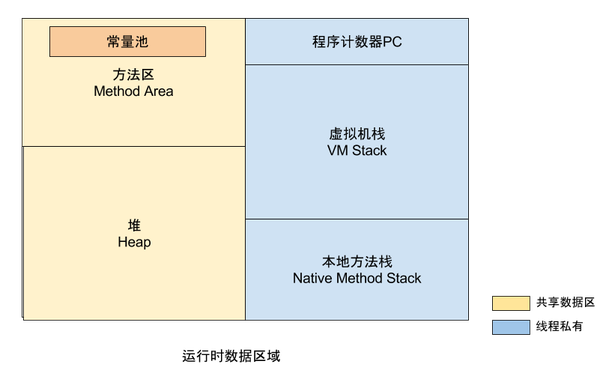 常量池
方法区
Method Area
堆
Heap
程序计数器PC
虚拟机栈
VM Stack
本地方法栈
Native Method Stack
共享数据区
线程私有
运行时数据区域